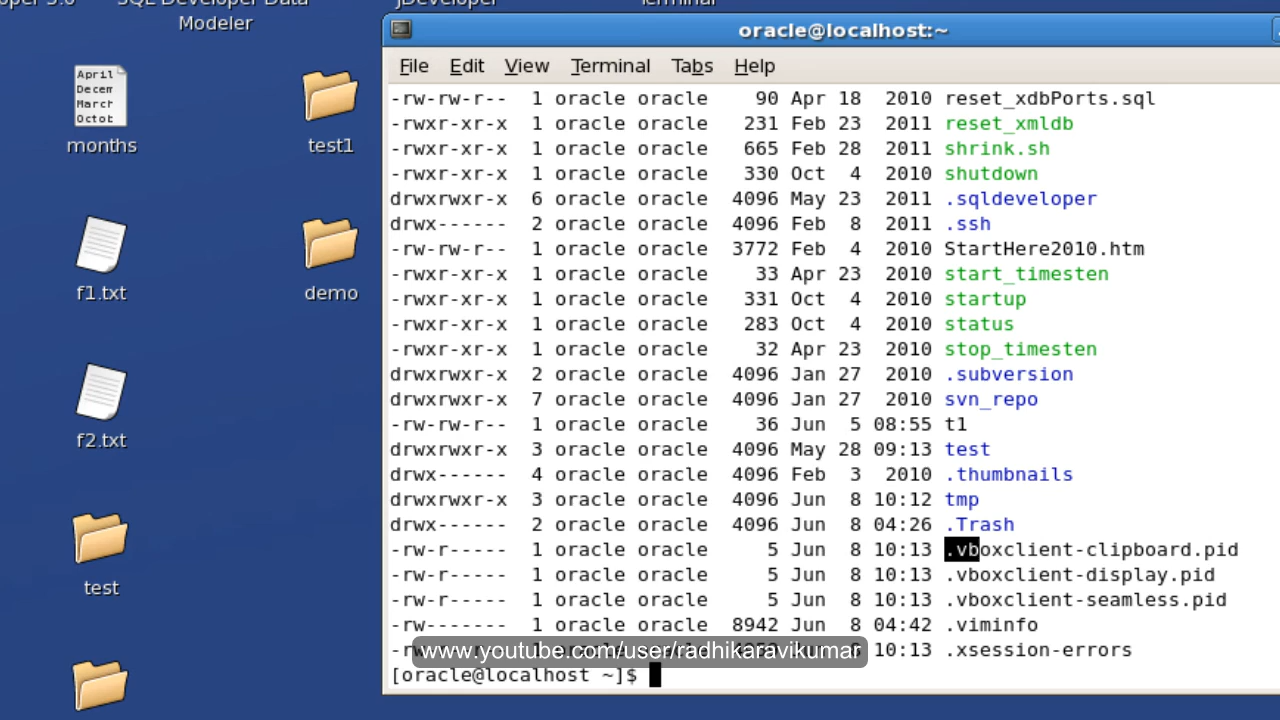 oper 3.0
SQL Developer Data
Modeler
JDeveloper
Terminal
April
Decem
March
Octob
months
test1
f1.txt
demo
f2.txt
test
oracle@localhost:~
File Edit View Terminal Tabs Help
-rw-rw-r-- 1 oracle oracle 90 Apr 18 2010 reset_xdbPorts.sql
-rwxr-xr-x 1 oracle oracle 231 Feb 23 2011 reset_xmldb
-rwxr-xr-x 1 oracle oracle 665 Feb 28 2011 shrink.sh
-rwxr-xr-x 1 oracle oracle 330 Oct 4 2010 shutdown
drwxrwxr-x 6 oracle oracle 4096 May 23 2011 .sqldeveloper
drwx------ 2 oracle oracle 4096 Feb 8 2011 .ssh
-rw-rw-r-- 1 oracle oracle 3772 Feb 4 2010 StartHere2010.htm
-rwxr-xr-x 1 oracle oracle 33 Apr 23 2010 start_timesten
-rwxr-xr-x 1 oracle oracle 331 Oct 4 2010 startup
-rwxr-xr-x 1 oracle oracle 283 Oct 4 2010 status
-rwxr-xr-x 1 oracle oracle 32 Apr 23 2010 stop_timesten
drwxrwxr-x 2 oracle oracle 4096 Jan 27 2010 .subversion
drwxrwxr-x 7 oracle oracle 4096 Jan 27 2010 svn_repo
-rw-rw-r-- 1 oracle oracle 36 Jun 5 08:55 t1
drwxrwxr-x 3 oracle oracle 4096 May 28 09:13 test
drwx------ 4 oracle oracle 4096 Feb 3 2010 .thumbnails
drwxrwxr-x 3 oracle oracle 4096 Jun 8 10:12 tmp
drwx------ 2 oracle oracle 4096 Jun 8 04:26 .Trash
-rw-r----- 1 oracle oracle 5 Jun 8 10:13 .vboxclient-clipboard.pid
-rw-r----- 1 oracle oracle 5 Jun 8 10:13 .vboxclient-display.pid
-rw-r----- 1 oracle oracle 5 Jun 8 10:13 .vboxclient-seamless.pid
-rw------- 1 oracle oracle 8942 Jun 8 04:42 .viminfo
10:13 .xsession-errors
www.youtube.com/user/radhikaravikumar
[oracle@localhost ~]$